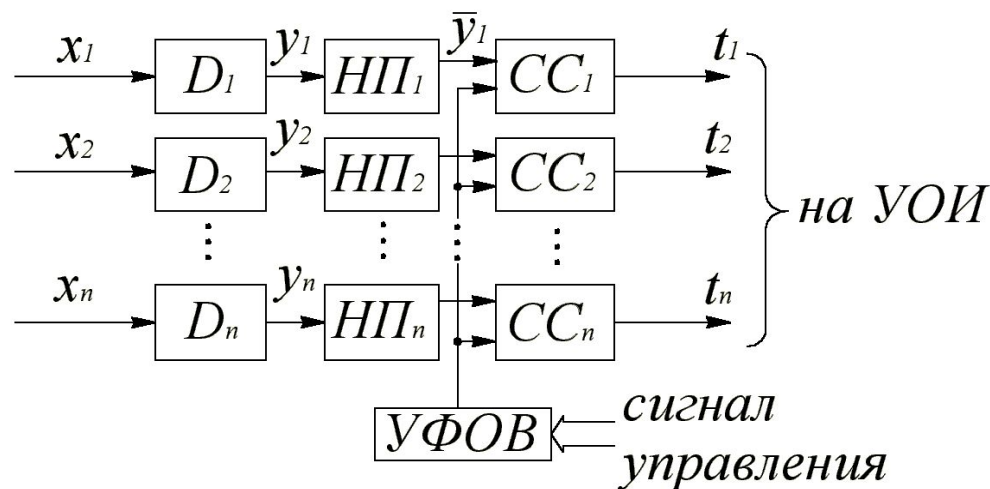 x₁ D₁ y₁ НП₁ ȳ₁ СС₁ t₁
x₂ D₂ y₂ НП₂ СС₂ t₂
на УОИ
xₙ Dₙ yₙ НПₙ ССₙ tₙ
УФОВ
сигнал
управления